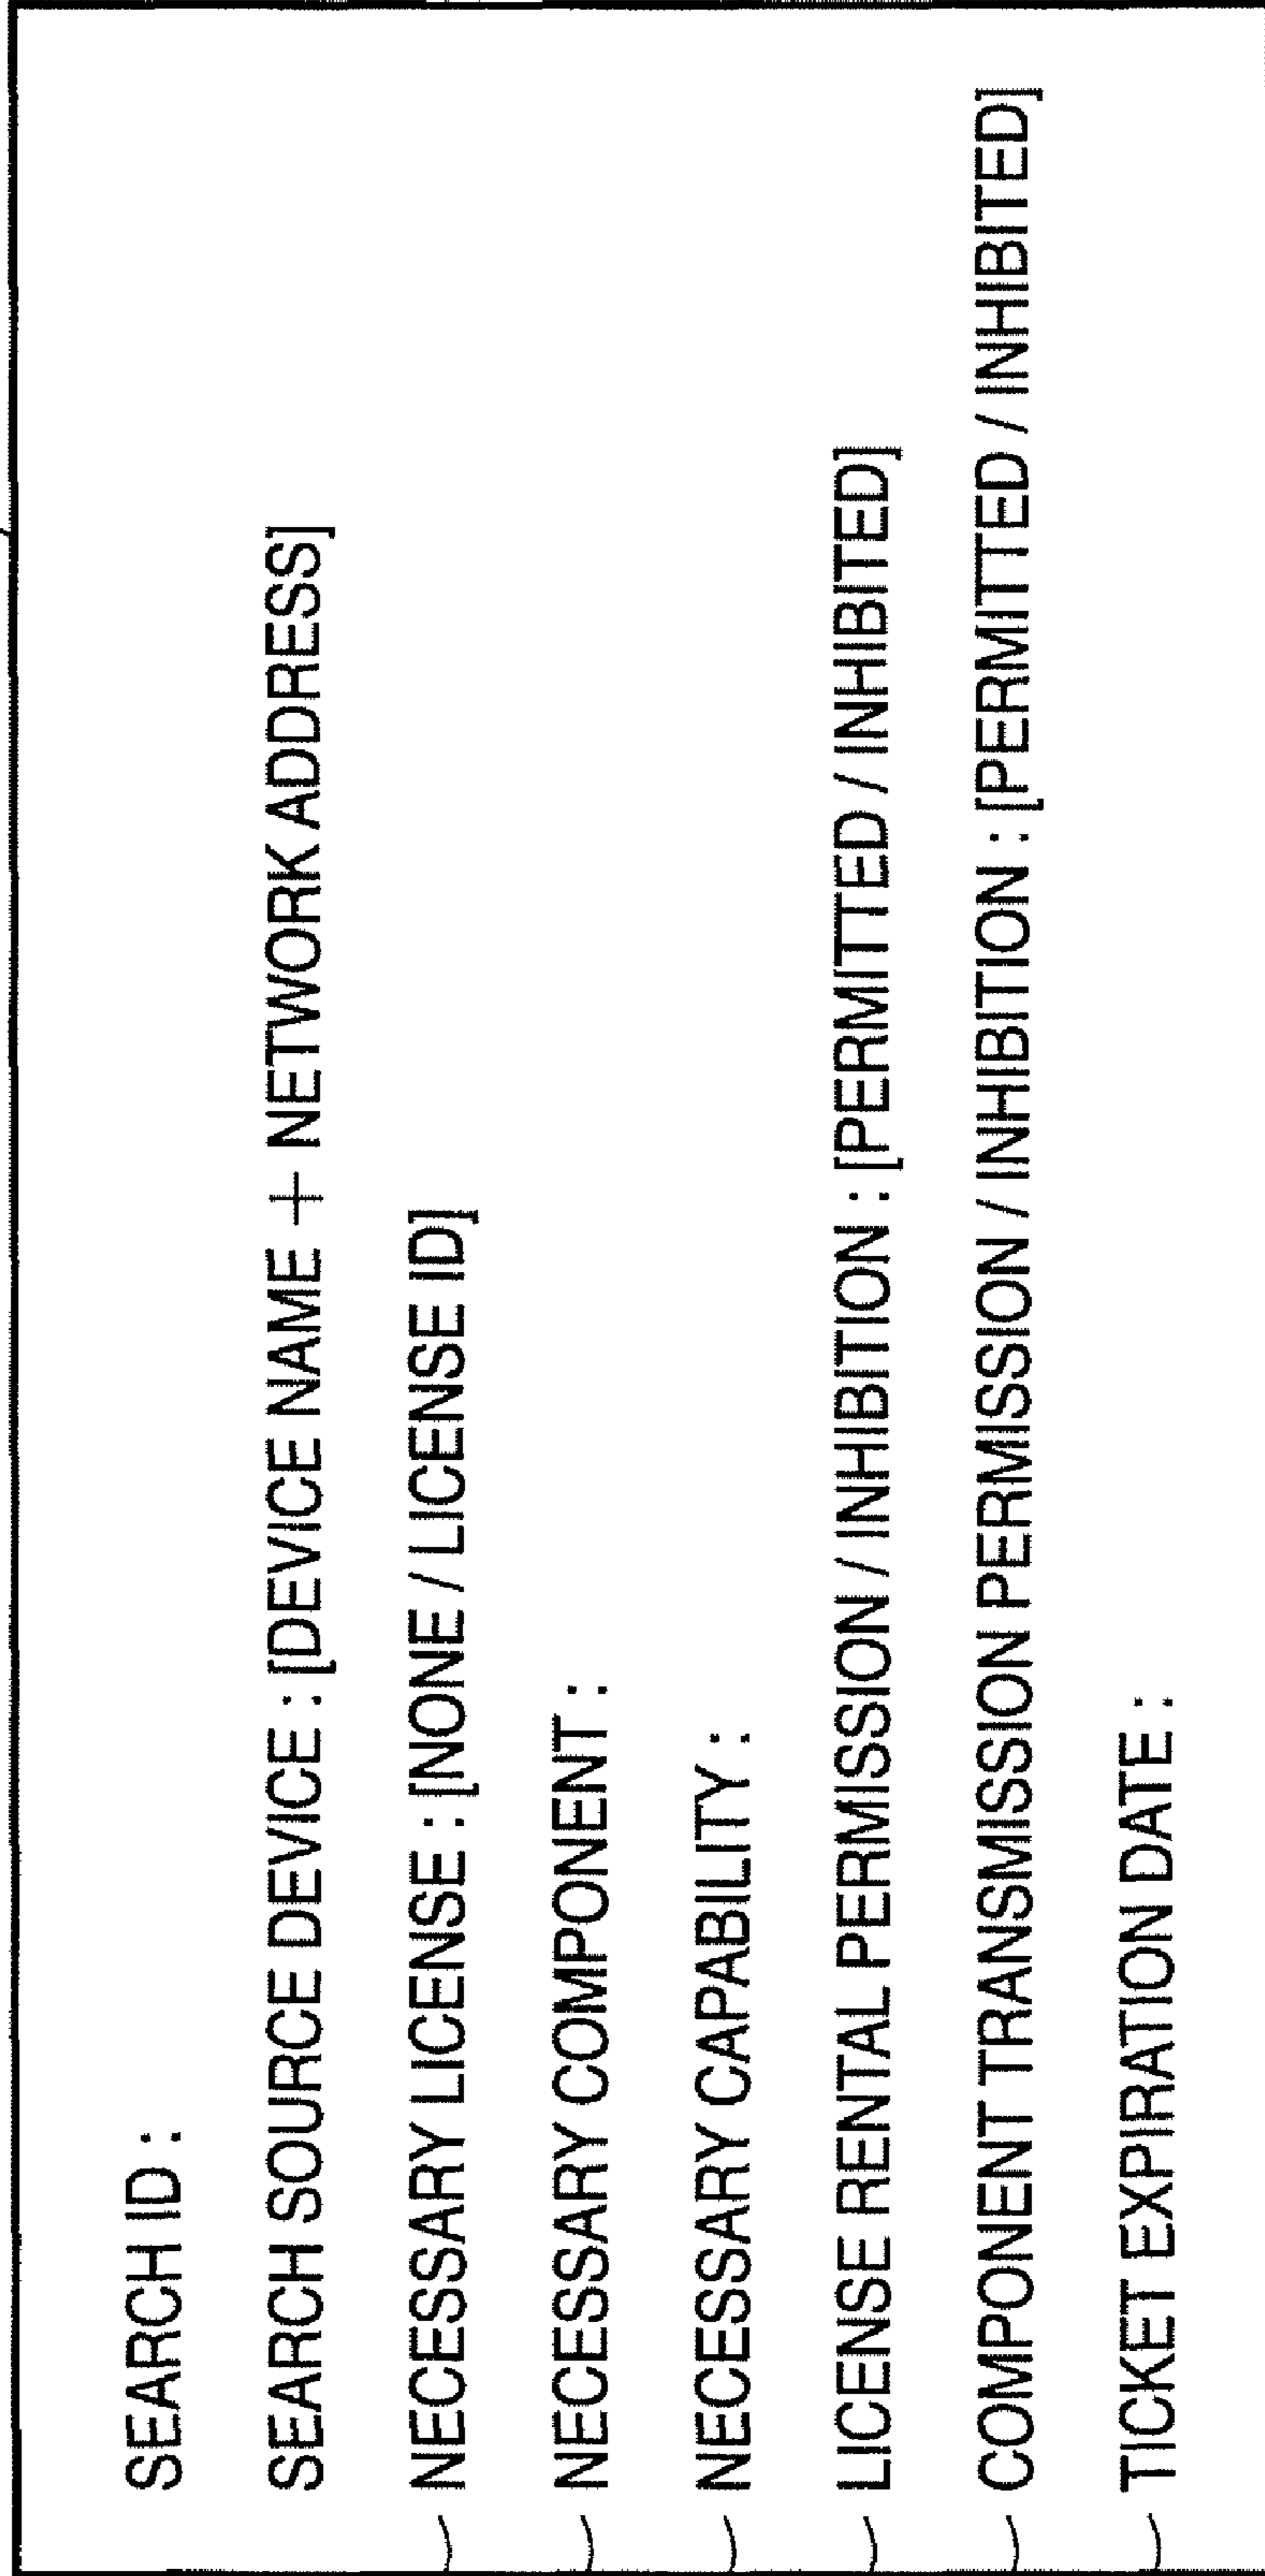 SEARCH ID :
SEARCH SOURCE DEVICE : [DEVICE NAME + NETWORK ADDRESS]
NECESSARY LICENSE : [NONE / LICENSE ID]
NECESSARY COMPONENT :
NECESSARY CAPABILITY :
LICENSE RENTAL PERMISSION / INHIBITION : [PERMITTED / INHIBITED]
COMPONENT TRANSMISSION PERMISSION / INHIBITION : [PERMITTED / INHIBITED]
TICKET EXPIRATION DATE :